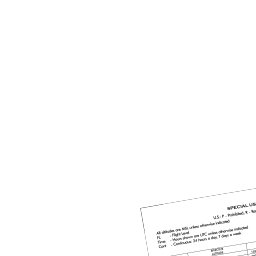 SPECIAL US
U.S. P - Prohibited, R - Re
All altitudes are MSL unless otherwise indicated
FL - Flight Level
Time - Hours shown are UTC unless otherwise indicated
Cont - Continuous, 24 hours a day, 7 days a week